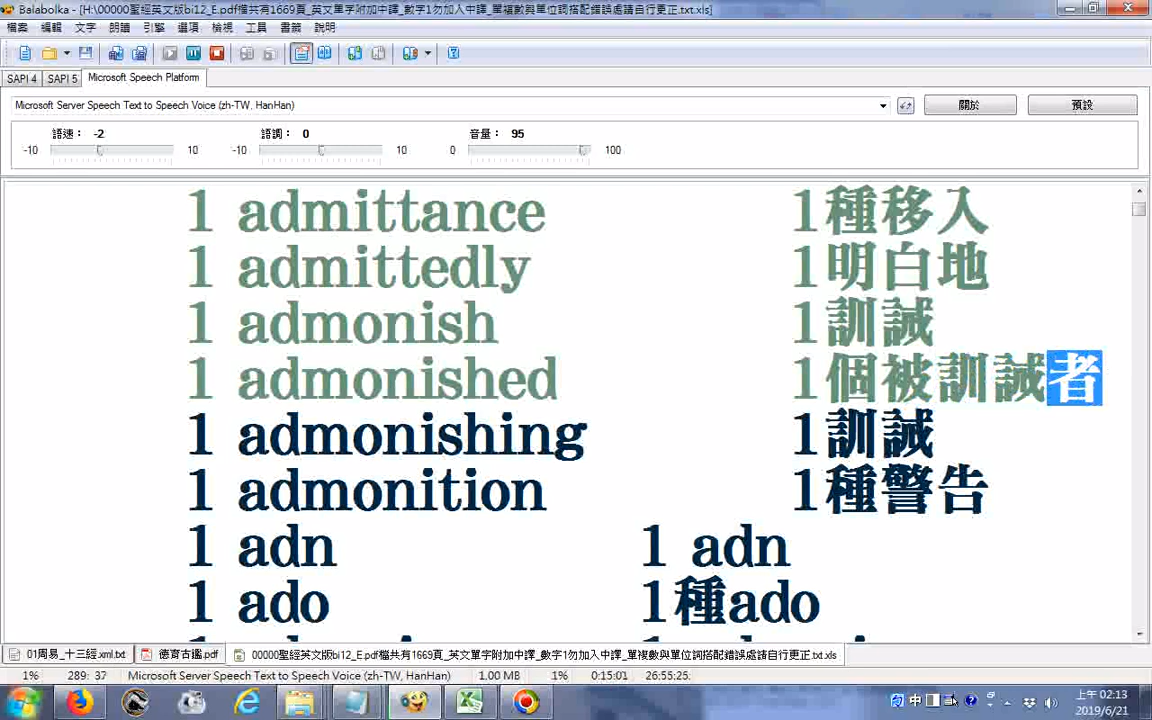 Balabolka - [H:\00000聖經英文版bi12_E.pdf檔共有1669頁_英文單字附加中譯_數字1勿加入中譯_單複數與單位詞搭配錯誤處請自行更正.txt.xls]
檔案 編輯 文字 朗讀 引擎 選項 檢視 工具 書籤 說明
SAPI 4 SAPI 5 Microsoft Speech Platform
Microsoft Server Speech Text to Speech Voice (zh-TW, HanHan) 關於 預設
語速： -2 語調： 0 音量： 95
-10 10 -10 10 0 100
1 admittance 1種移入
1 admittedly 1明白地
1 admonish 1訓誡
1 admonished 1個被訓誡者
1 admonishing 1訓誡
1 admonition 1種警告
1 adn 1 adn
1 ado 1種ado
01周易_十三經.xml.txt 德育古鑑.pdf 00000聖經英文版bi12_E.pdf檔共有1669頁_英文單字附加中譯_數字1勿加入中譯_單複數與單位詞搭配錯誤處請自行更正.txt.xls
1% 289: 37 Microsoft Server Speech Text to Speech Voice (zh-TW, HanHan) 1.00 MB 1% 0:15:01 26:55:25.
中 上午 02:13
2019/6/21